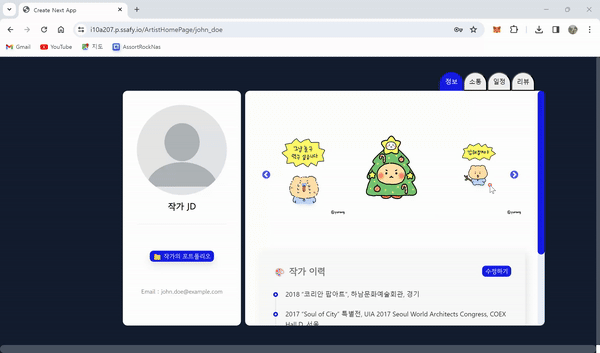 Create Next App
i10a207.p.ssafy.io/ArtistHomePage/john_doe
Gmail
YouTube
지도
AssortRockNas
정보
소통
일정
리뷰
작가 JD
작가의 포트폴리오
Email : john.doe@example.com
작가 이력
수정하기
2018 "코리안 팝아트", 하남문화예술회관, 경기
2017 "Soul of City" 특별전, UIA 2017 Seoul World Architects Congress, COEX
Hall D, 서울